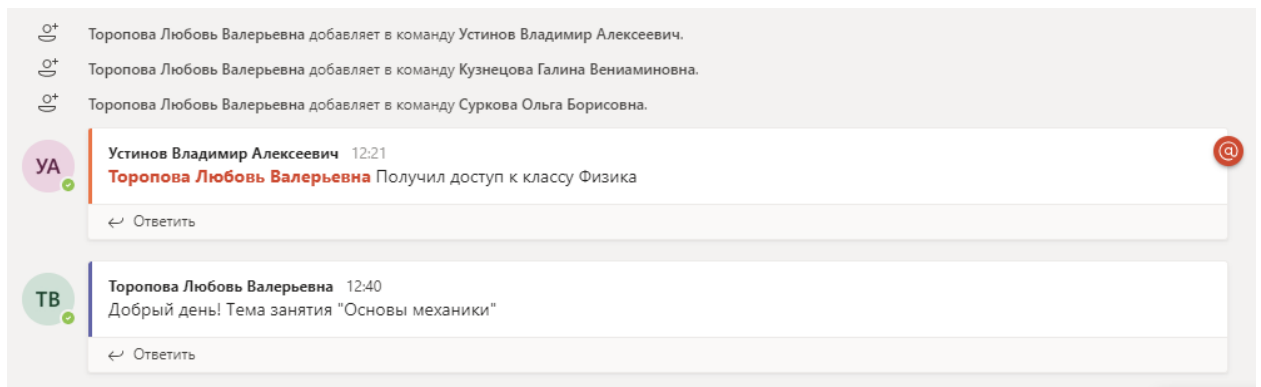 Торопова Любовь Валерьевна добавляет в команду Устинов Владимир Алексеевич.
Торопова Любовь Валерьевна добавляет в команду Кузнецова Галина Вениаминовна.
Торопова Любовь Валерьевна добавляет в команду Суркова Ольга Борисовна.
УА
Устинов Владимир Алексеевич 12:21
@
Торопова Любовь Валерьевна Получил доступ к классу Физика
Ответить
ТВ
Торопова Любовь Валерьевна 12:40
Добрый день! Тема занятия "Основы механики"
Ответить